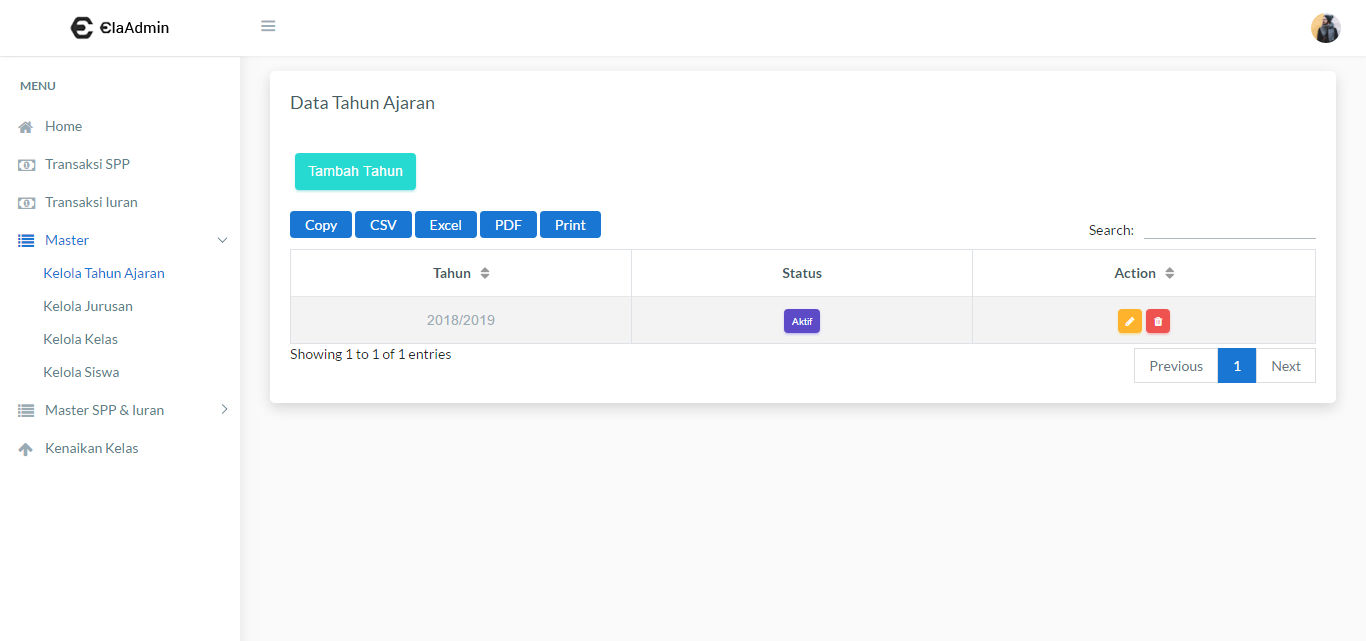 ЄlaAdmin
MENU
Home
Transaksi SPP
Transaksi Iuran
Master
Kelola Tahun Ajaran
Kelola Jurusan
Kelola Kelas
Kelola Siswa
Master SPP & Iuran
Kenaikan Kelas
Data Tahun Ajaran
Tambah Tahun
Copy CSV Excel PDF Print
Search:
Tahun Status Action
2018/2019 Aktif
Showing 1 to 1 of 1 entries
Previous 1 Next